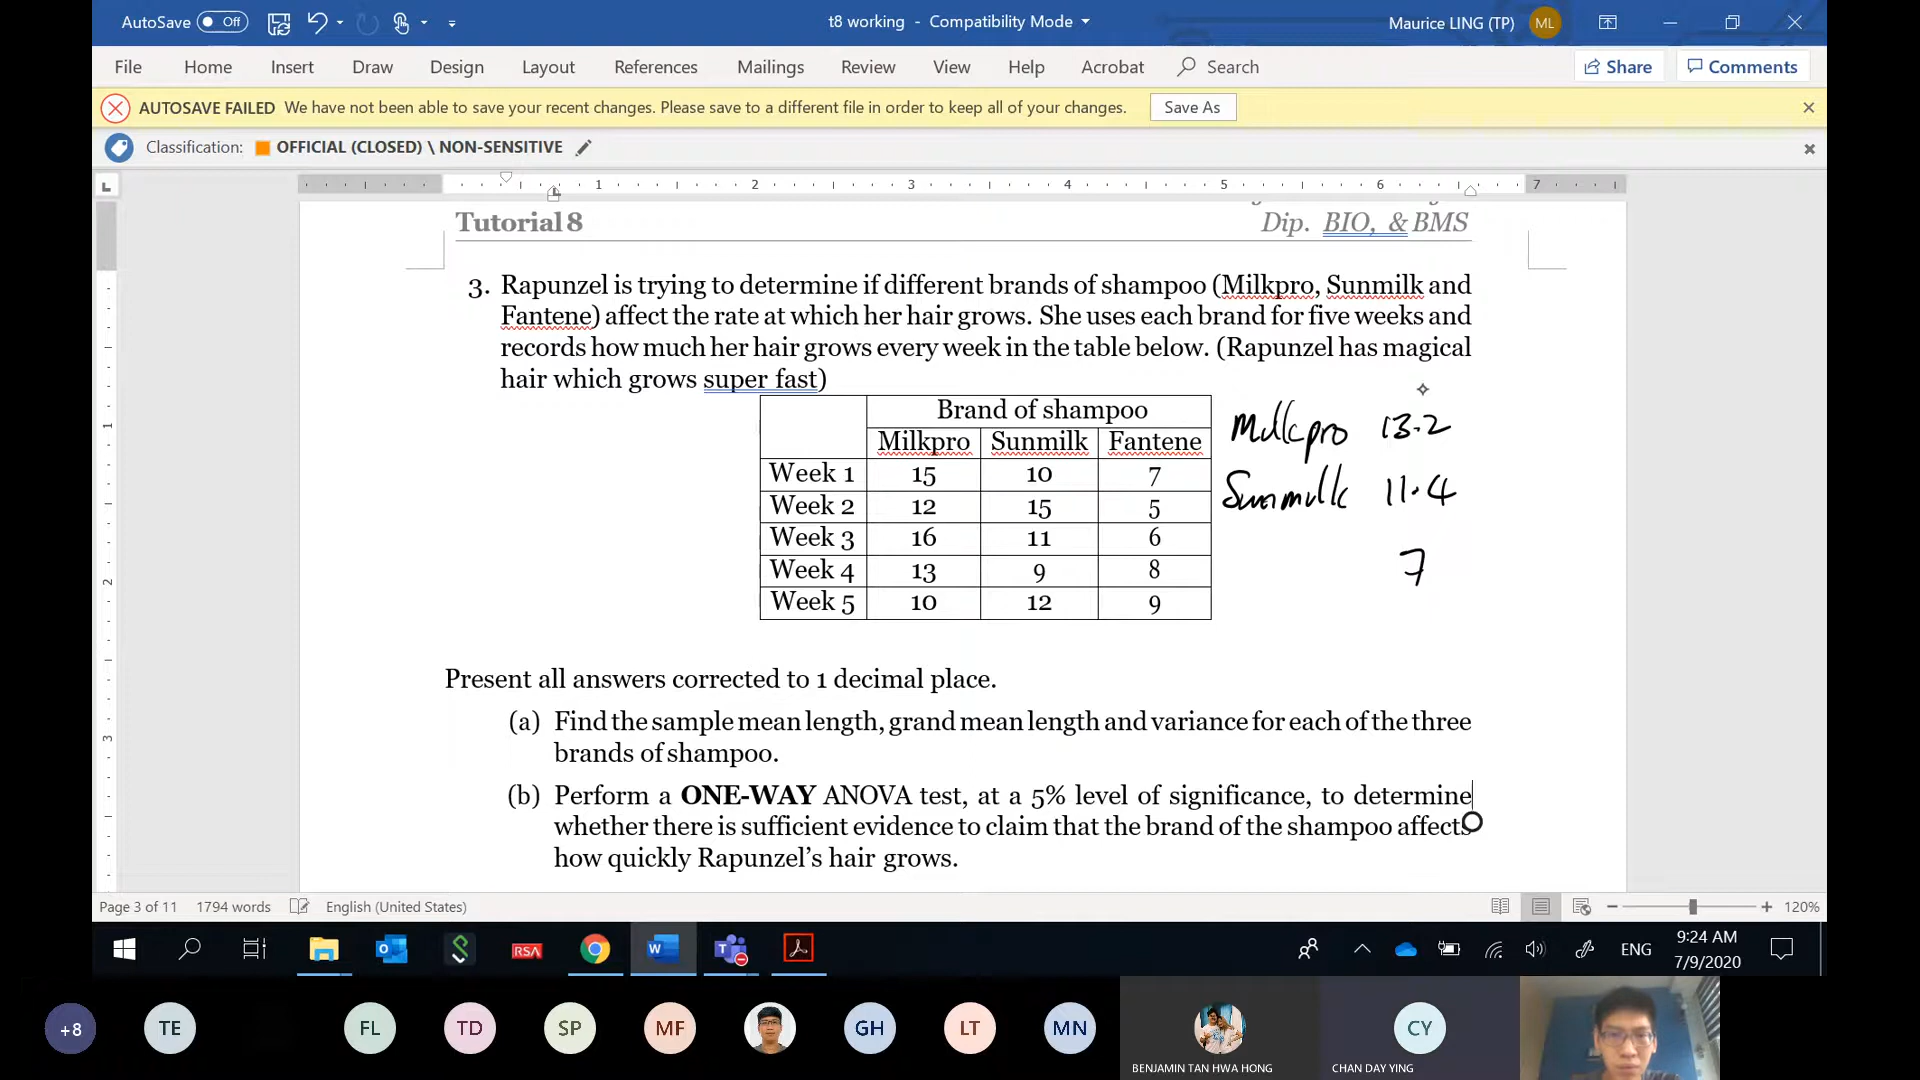 AutoSave Off t8 working - Compatibility Mode Maurice LING (TP) ML
File Home Insert Draw Design Layout References Mailings Review View Help Acrobat Search Share Comments
AUTOSAVE FAILED We have not been able to save your recent changes. Please save to a different file in order to keep all of your changes. Save As
Classification: OFFICIAL (CLOSED) \ NON-SENSITIVE
1 2 3 4 5 6 7
Tutorial 8 Dip. BIO, & BMS
3. Rapunzel is trying to determine if different brands of shampoo (Milkpro, Sunmilk and
Fantene) affect the rate at which her hair grows. She uses each brand for five weeks and
records how much her hair grows every week in the table below. (Rapunzel has magical
hair which grows super fast)
Brand of shampoo
Milkpro Sunmilk Fantene
Week 1 15 10 7
Week 2 12 15 5
Week 3 16 11 6
Week 4 13 9 8
Week 5 10 12 9
Milkpro 13.2
Sunmilk 11.4
7
Present all answers corrected to 1 decimal place.
(a) Find the sample mean length, grand mean length and variance for each of the three
brands of shampoo.
(b) Perform a ONE-WAY ANOVA test, at a 5% level of significance, to determine
whether there is sufficient evidence to claim that the brand of the shampoo affects
how quickly Rapunzel's hair grows.
1
2
3
Page 3 of 11 1794 words English (United States) 120%
RSA ENG 9:24 AM
7/9/2020
+8 TE FL TD SP MF GH LT MN CY
BENJAMIN TAN HWA HONG CHAN DAY YING